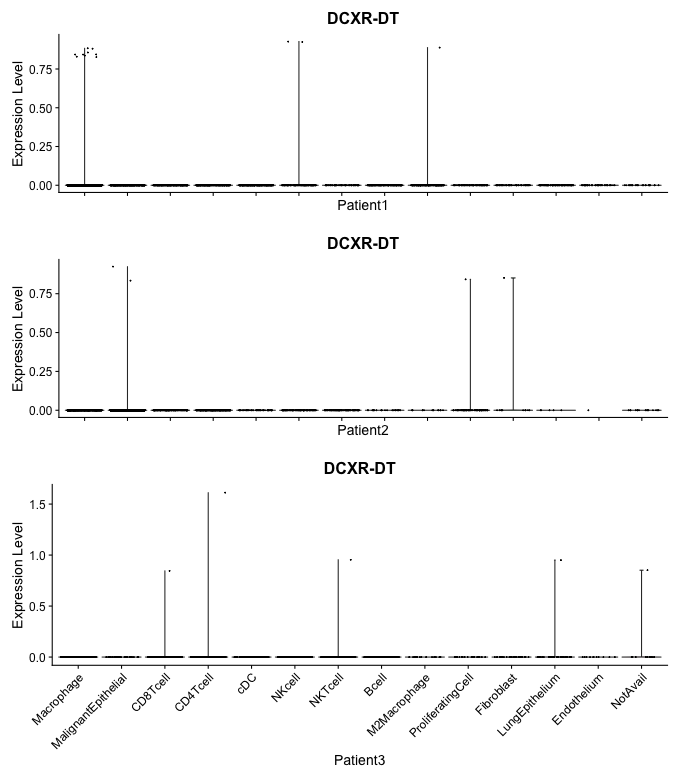 DCXR-DT
Expression Level
0.75
0.50
0.25
0.00
Patient1
DCXR-DT
Expression Level
0.75
0.50
0.25
0.00
Patient2
DCXR-DT
Expression Level
1.5
1.0
0.5
0.0
Macrophage
MalignantEpithelial
CD8Tcell
CD4Tcell
cDC
NKcell
NKTcell
Bcell
M2Macrophage
ProliferatingCell
Fibroblast
LungEpithelium
Endothelium
NotAvail
Patient3